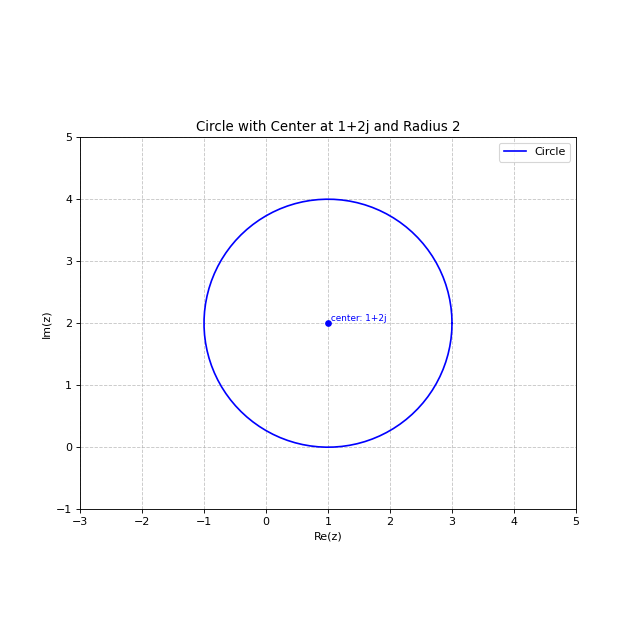 Circle with Center at 1+2j and Radius 2
5
Circle
4
3
Im(z)
center: 1+2j
2
1
0
−1
−3 −2 −1 0 1 2 3 4 5
Re(z)